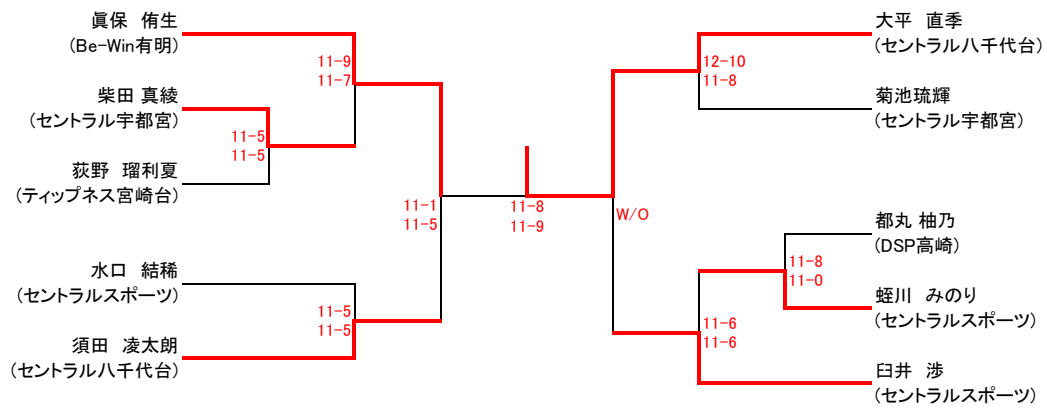 眞保　侑生
(Be-Win有明)
11-9
11-7
柴田 真綾
(セントラル宇都宮)
11-5
11-5
荻野　瑠利夏
(ティップネス宮崎台)
11-1
11-5
水口　結稀
(セントラルスポーツ)
11-5
11-5
須田　凌太朗
(セントラル八千代台)
11-8
11-9
大平　直季
(セントラル八千代台)
12-10
11-8
菊池琉輝
(セントラル宇都宮)
W/O
都丸 柚乃
(DSP高崎)
11-8
11-0
蛭川　みのり
(セントラルスポーツ)
11-6
11-6
臼井　渉
(セントラルスポーツ)